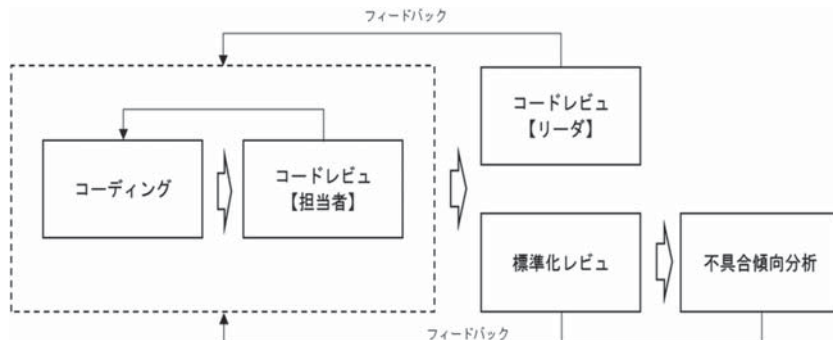 フィードバック
コードレビュ
【リーダ】
コーディング
コードレビュ
【担当者】
標準化レビュ
不具合傾向分析
フィードバック